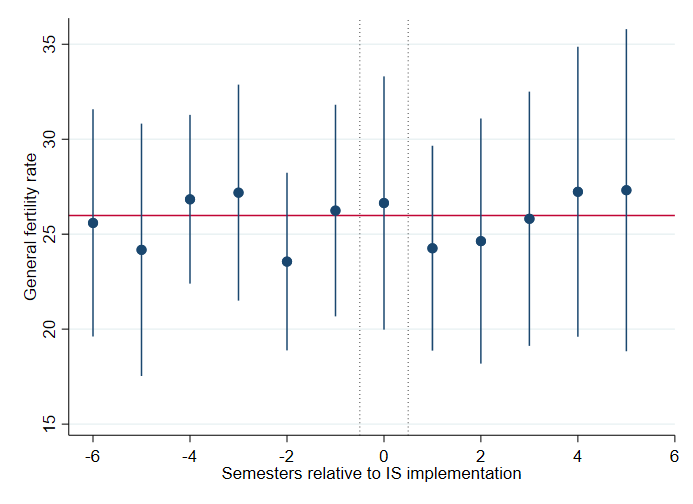 General fertility rate
35
30
25
20
15
-6 -4 -2 0 2 4 6
Semesters relative to IS implementation